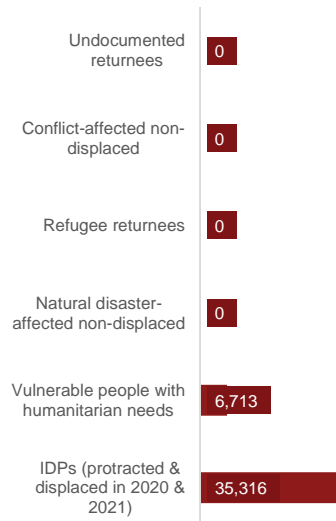 Undocumented
returnees
0
Conflict-affected non-
displaced
0
Refugee returnees
0
Natural disaster-
affected non-displaced
0
Vulnerable people with
humanitarian needs
6,713
IDPs (protracted &
displaced in 2020 &
2021)
35,316